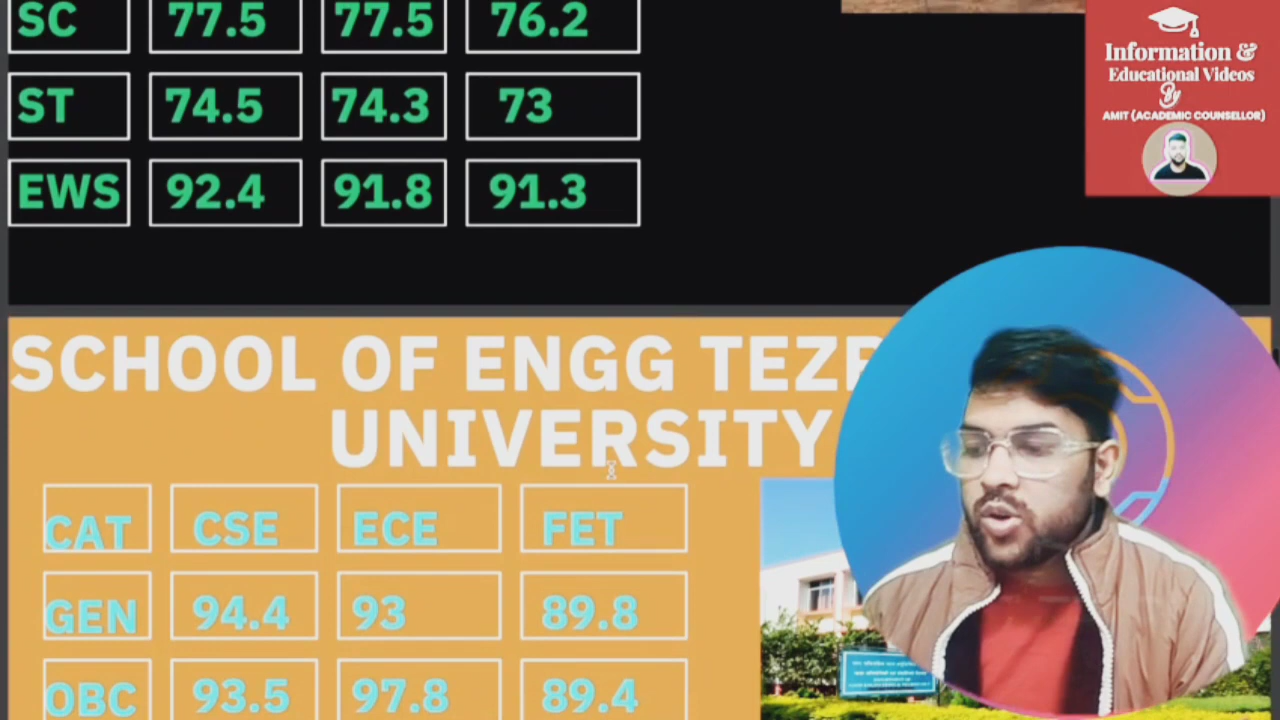 SC 77.5 77.5 76.2
ST 74.5 74.3 73
EWS 92.4 91.8 91.3
Information &
Educational Videos
By
AMIT (ACADEMIC COUNSELLOR)
SCHOOL OF ENGG
UNIVERSITY
CAT CSE ECE FET
GEN 94.4 93 89.8
OBC 93.5 97.8 89.4